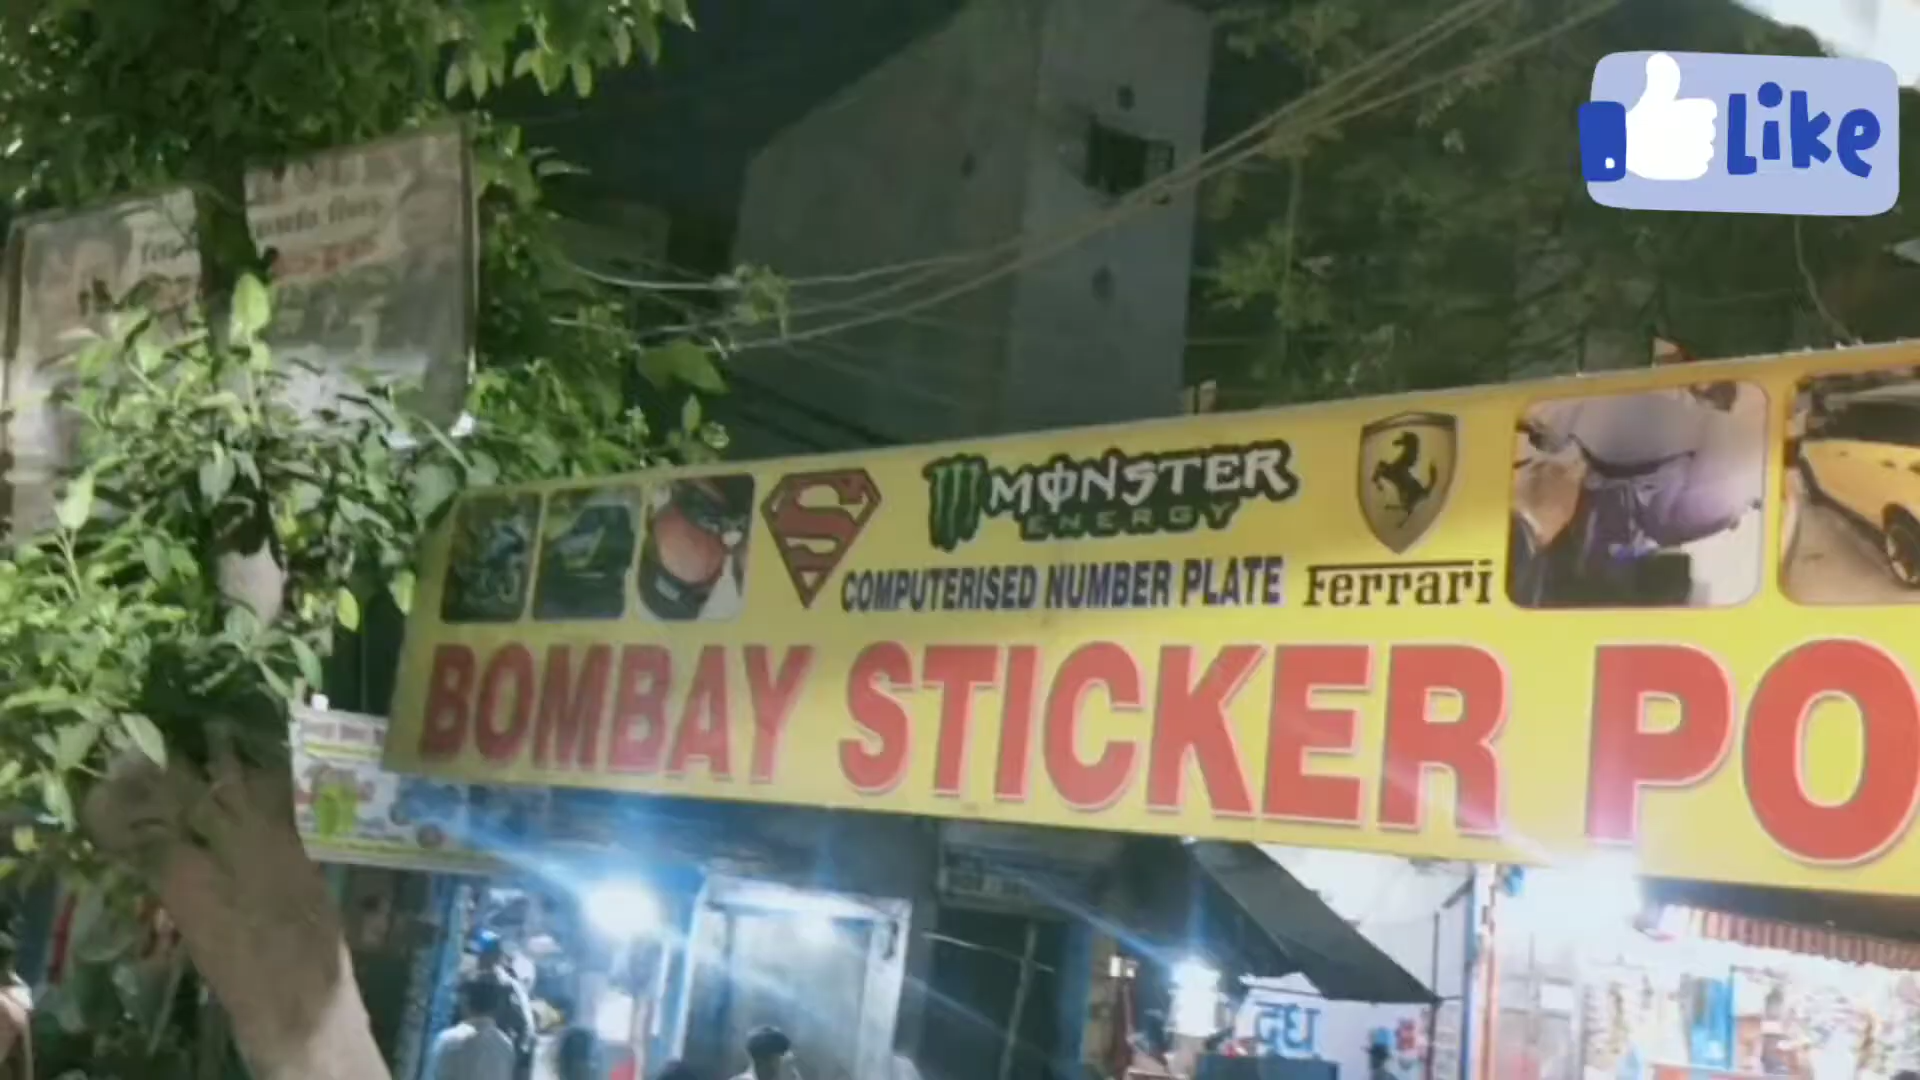 Like
MONSTER
ENERGY
COMPUTERISED NUMBER PLATE
Ferrari
BOMBAY STICKER PO
दूध